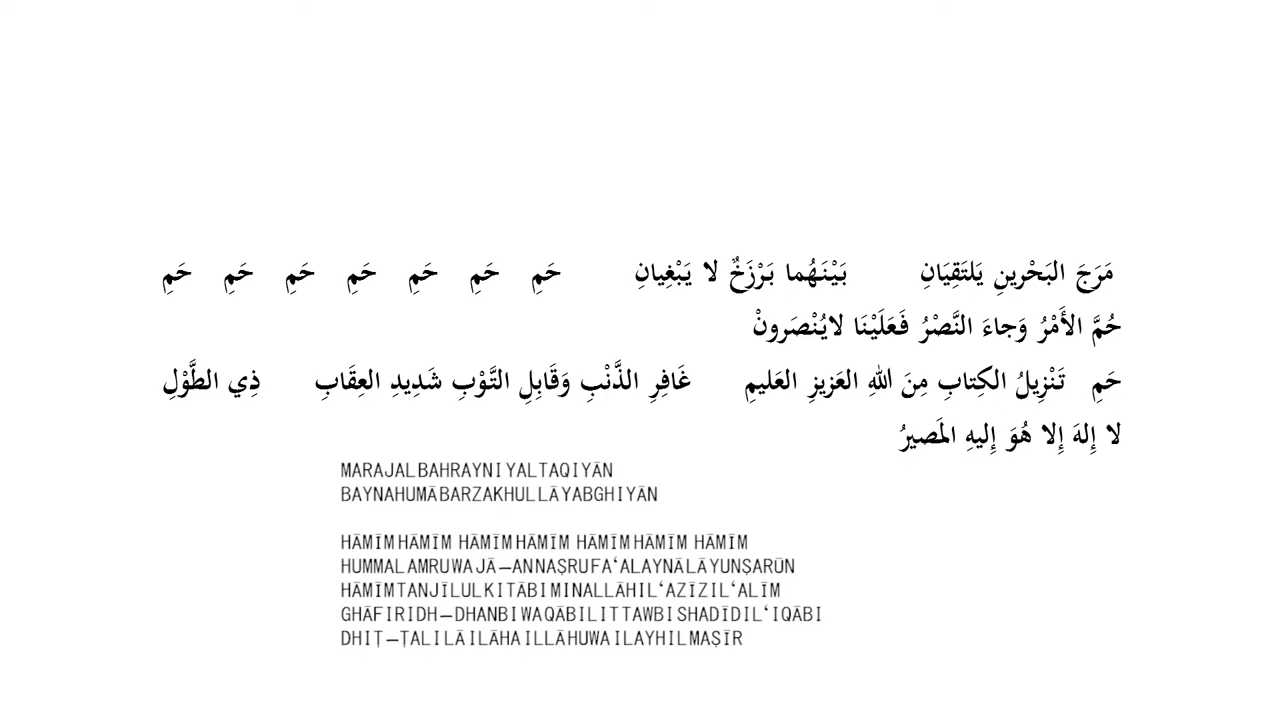 مَرَجَ البَحْرينِ يَلتَقِيَانِ بَيْنَهُما بَرْزَخٌ لا يَبْغِيانِ حَمِ حَمِ حَمِ حَمِ حَمِ حَمِ حَمِ
حُمَّ الأَمْرُ وَجاءَ النَّصْرُ فَعَلَيْنَا لايُنْصَرونْ
حَمِ تَنْزِيلُ الكِتابِ مِنَ اللهِ العَزيزِ العَليمِ غَافِرِ الذَّنْبِ وَقَابِلِ التَّوْبِ شَدِيدِ العِقَابِ ذِي الطَّوْلِ
لا إِلهَ إِلا هُوَ إِليهِ المَصيرُ
MARAJALBAHRAYNIYALTAQIYĀN
BAYNAHUMĀBARZAKHULLĀYABGHIYĀN
HĀMĪMHĀMĪM HĀMĪMHĀMĪM HĀMĪMHĀMĪM HĀMĪM
HUMMALAMRUWAJĀ—ANNAṢRUFA‘ALAYNĀLĀYUNṢARŪN
HĀMĪMTANJĪLULKITĀBIMINALLĀHIL‘AZĪZIL‘ALĪM
GHĀFIRIDH—DHANBIWAQĀBILITTAWBISHADĪDIL‘IQĀBI
DHIṬ—ṬALILĀILĀHAILLĀHUWAILAYHILMAṢĪR